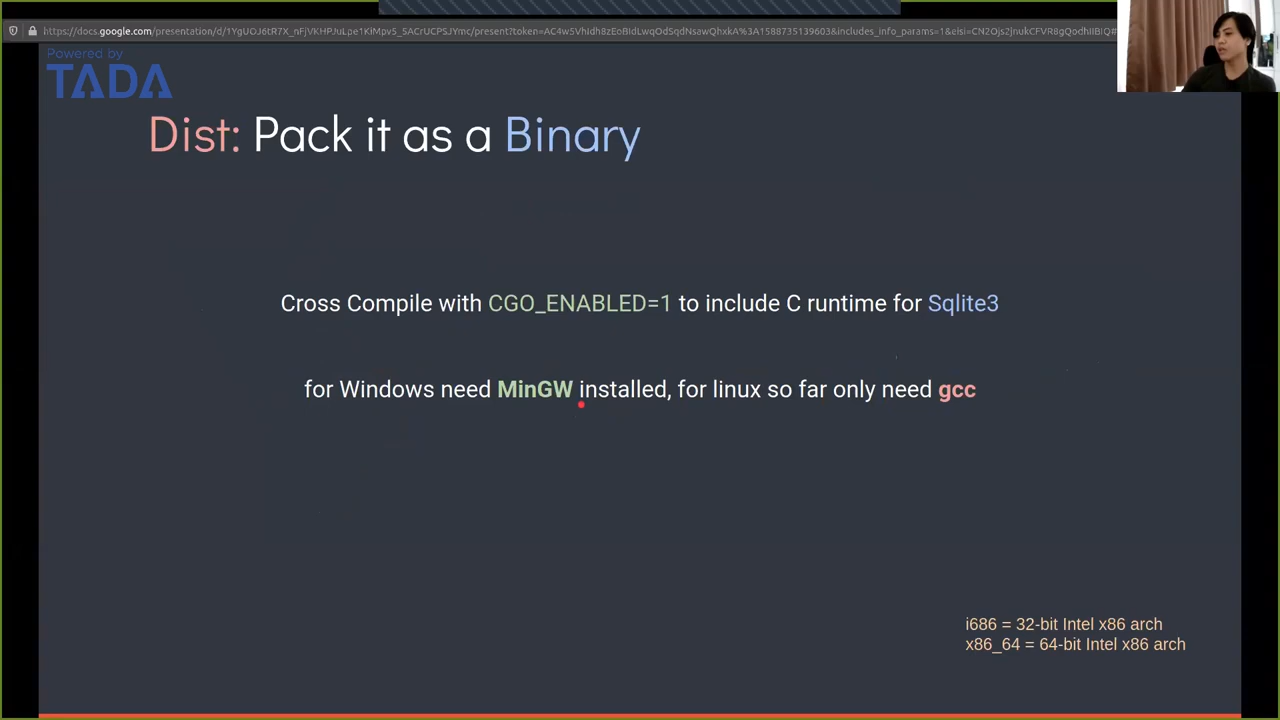 Powered by
TADA
Dist: Pack it as a Binary
Cross Compile with CGO_ENABLED=1 to include C runtime for Sqlite3
for Windows need MinGW installed, for linux so far only need gcc
i686 = 32-bit Intel x86 arch
x86_64 = 64-bit Intel x86 arch